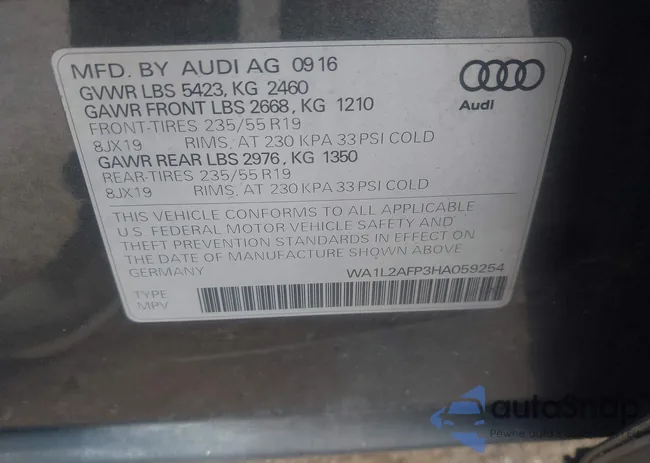 MFD. BY AUDI AG 0916
GVWR LBS 5423, KG 2460
GAWR FRONT LBS 2668, KG 1210
FRONT-TIRES 235/55 R19
8JX19 RIMS, AT 230 KPA 33 PSI COLD
GAWR REAR LBS 2976, KG 1350
REAR-TIRES 235/55 R19
8JX19 RIMS, AT 230 KPA 33 PSI COLD
Audi
THIS VEHICLE CONFORMS TO ALL APPLICABLE
U.S. FEDERAL MOTOR VEHICLE SAFETY AND
THEFT PREVENTION STANDARDS IN EFFECT ON
THE DATE OF MANUFACTURE SHOWN ABOVE
GERMANY WA1L2AFP3HA059254
TYPE
MPV
autoSnap
Pewne auta z